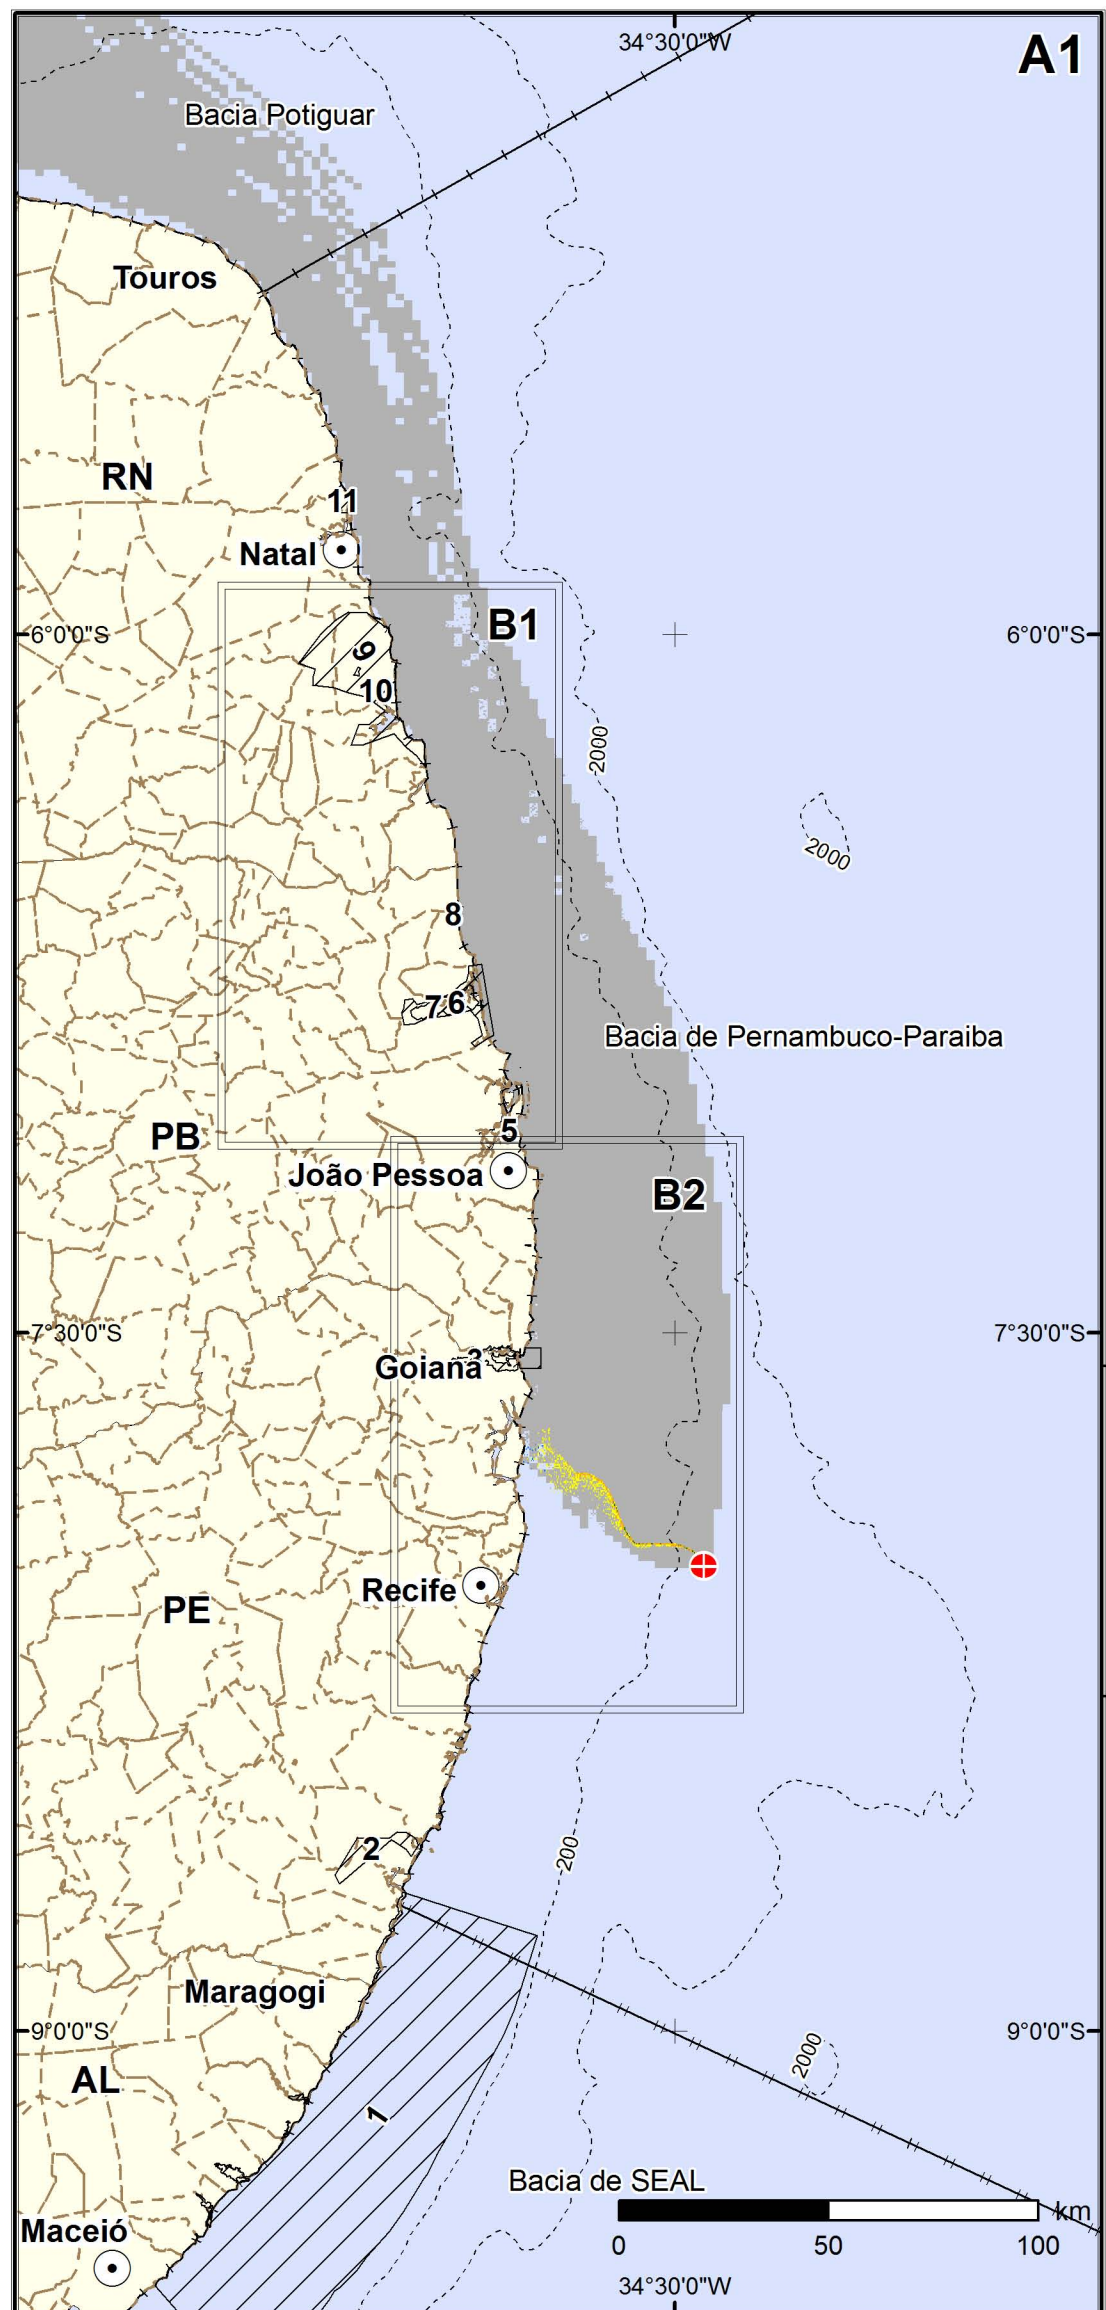 34°30'0"W
A1
Bacia Potiguar
Touros
RN
11
Natal
B1
6°0'0"S
6°0'0"S
9
10
2000
2000
8
7
6
Bacia de Pernambuco-Paraiba
5
PB
João Pessoa
B2
7°30'0"S
7°30'0"S
3
Goiana
Recife
PE
2
200
Maragogi
9°0'0"S
9°0'0"S
2000
AL
1
Bacia de SEAL
km
Maceió
0
50
100
34°30'0"W